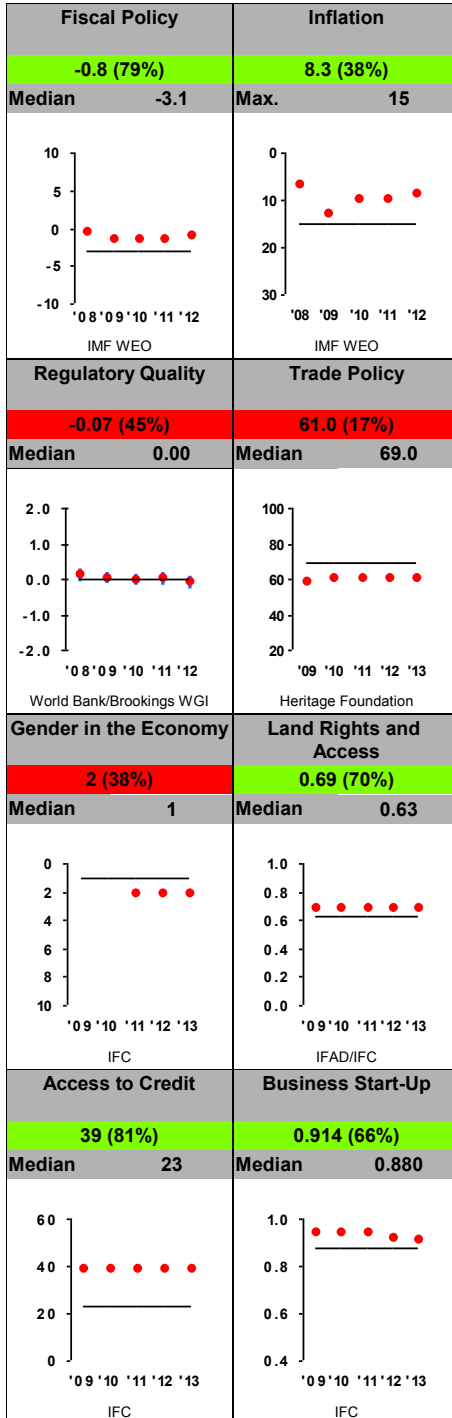 Fiscal Policy
-0.8 (79%)
Median -3.1
10
5
0
-5
-10
'08 '09 '10 '11 '12
IMF WEO
Inflation
8.3 (38%)
Max. 15
0
10
20
30
'08 '09 '10 '11 '12
IMF WEO
Regulatory Quality
-0.07 (45%)
Median 0.00
2.0
1.0
0.0
-1.0
-2.0
'08 '09 '10 '11 '12
World Bank/Brookings WGI
Trade Policy
61.0 (17%)
Median 69.0
100
80
60
40
20
'09 '10 '11 '12 '13
Heritage Foundation
Gender in the Economy
2 (38%)
Median 1
0
2
4
6
8
10
'09 '10 '11 '12 '13
IFC
Land Rights and
Access
0.69 (70%)
Median 0.63
1.0
0.8
0.6
0.4
0.2
0.0
'09 '10 '11 '12 '13
IFAD/IFC
Access to Credit
39 (81%)
Median 23
60
40
20
0
'09 '10 '11 '12 '13
IFC
Business Start-Up
0.914 (66%)
Median 0.880
1.0
0.8
0.6
0.4
'09 '10 '11 '12 '13
IFC